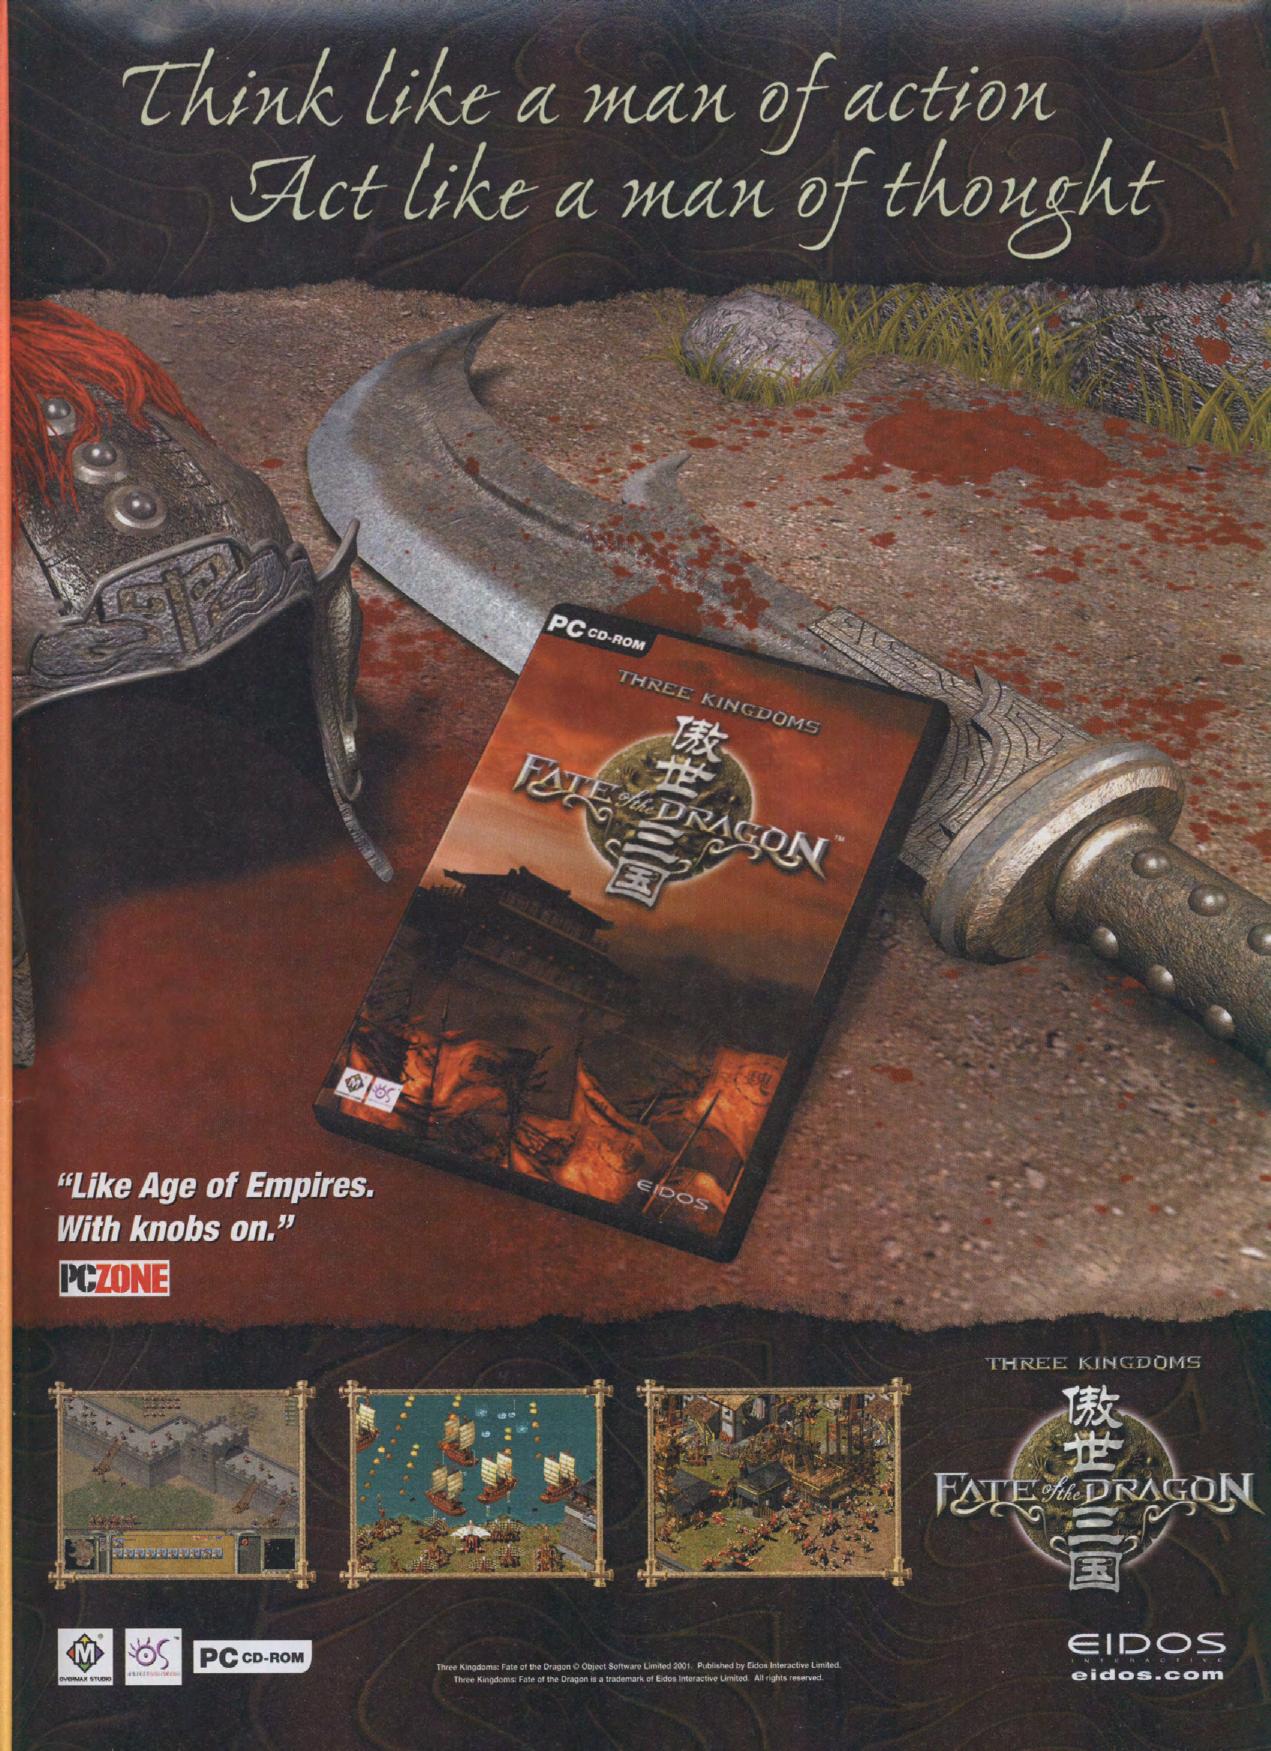 Think like a man of action
Act like a man of thought
PC CD-ROM
THREE KINGDOMS
傲世三国
FATE of the DRAGON™
魏
EIDOS
“Like Age of Empires.
With knobs on.”
PCZONE
THREE KINGDOMS
傲世三国
FATE of the DRAGON
M®
OVERMAX STUDIO
PC CD-ROM
Three Kingdoms: Fate of the Dragon © Object Software Limited 2001. Published by Eidos Interactive Limited.
Three Kingdoms: Fate of the Dragon is a trademark of Eidos Interactive Limited. All rights reserved.
EIDOS
INTERACTIVE
eidos.com